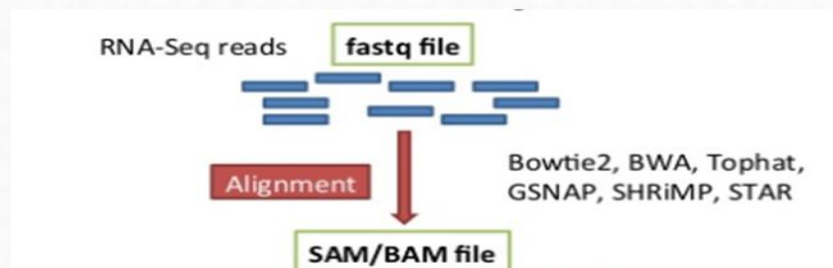 RNA-Seq reads fastq file
Bowtie2, BWA, Tophat,
Alignment
GSNAP, SHRiMP, STAR
SAM/BAM file